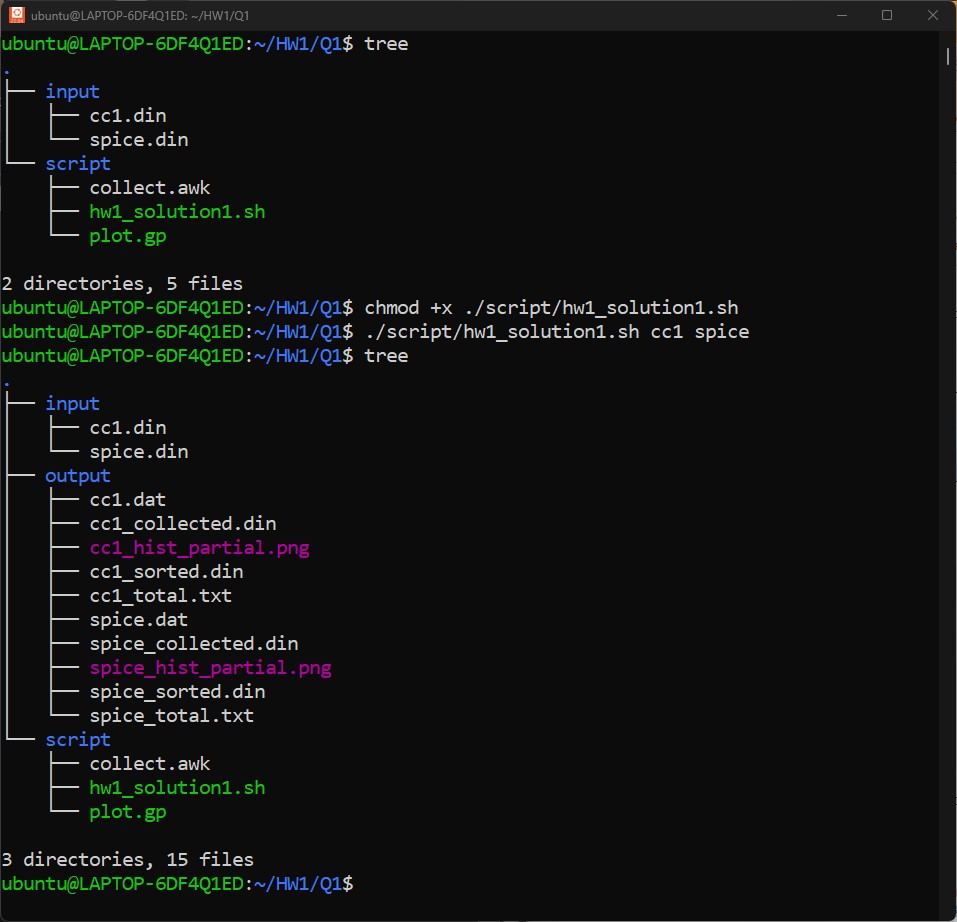 ubuntu@LAPTOP-6DF4Q1ED: ~/HW1/Q1
ubuntu@LAPTOP-6DF4Q1ED:~/HW1/Q1$ tree
.
├── input
│   ├── cc1.din
│   └── spice.din
└── script
    ├── collect.awk
    ├── hw1_solution1.sh
    └── plot.gp

2 directories, 5 files
ubuntu@LAPTOP-6DF4Q1ED:~/HW1/Q1$ chmod +x ./script/hw1_solution1.sh
ubuntu@LAPTOP-6DF4Q1ED:~/HW1/Q1$ ./script/hw1_solution1.sh cc1 spice
ubuntu@LAPTOP-6DF4Q1ED:~/HW1/Q1$ tree
.
├── input
│   ├── cc1.din
│   └── spice.din
├── output
│   ├── cc1.dat
│   ├── cc1_collected.din
│   ├── cc1_hist_partial.png
│   ├── cc1_sorted.din
│   ├── cc1_total.txt
│   ├── spice.dat
│   ├── spice_collected.din
│   ├── spice_hist_partial.png
│   ├── spice_sorted.din
│   └── spice_total.txt
└── script
    ├── collect.awk
    ├── hw1_solution1.sh
    └── plot.gp

3 directories, 15 files
ubuntu@LAPTOP-6DF4Q1ED:~/HW1/Q1$